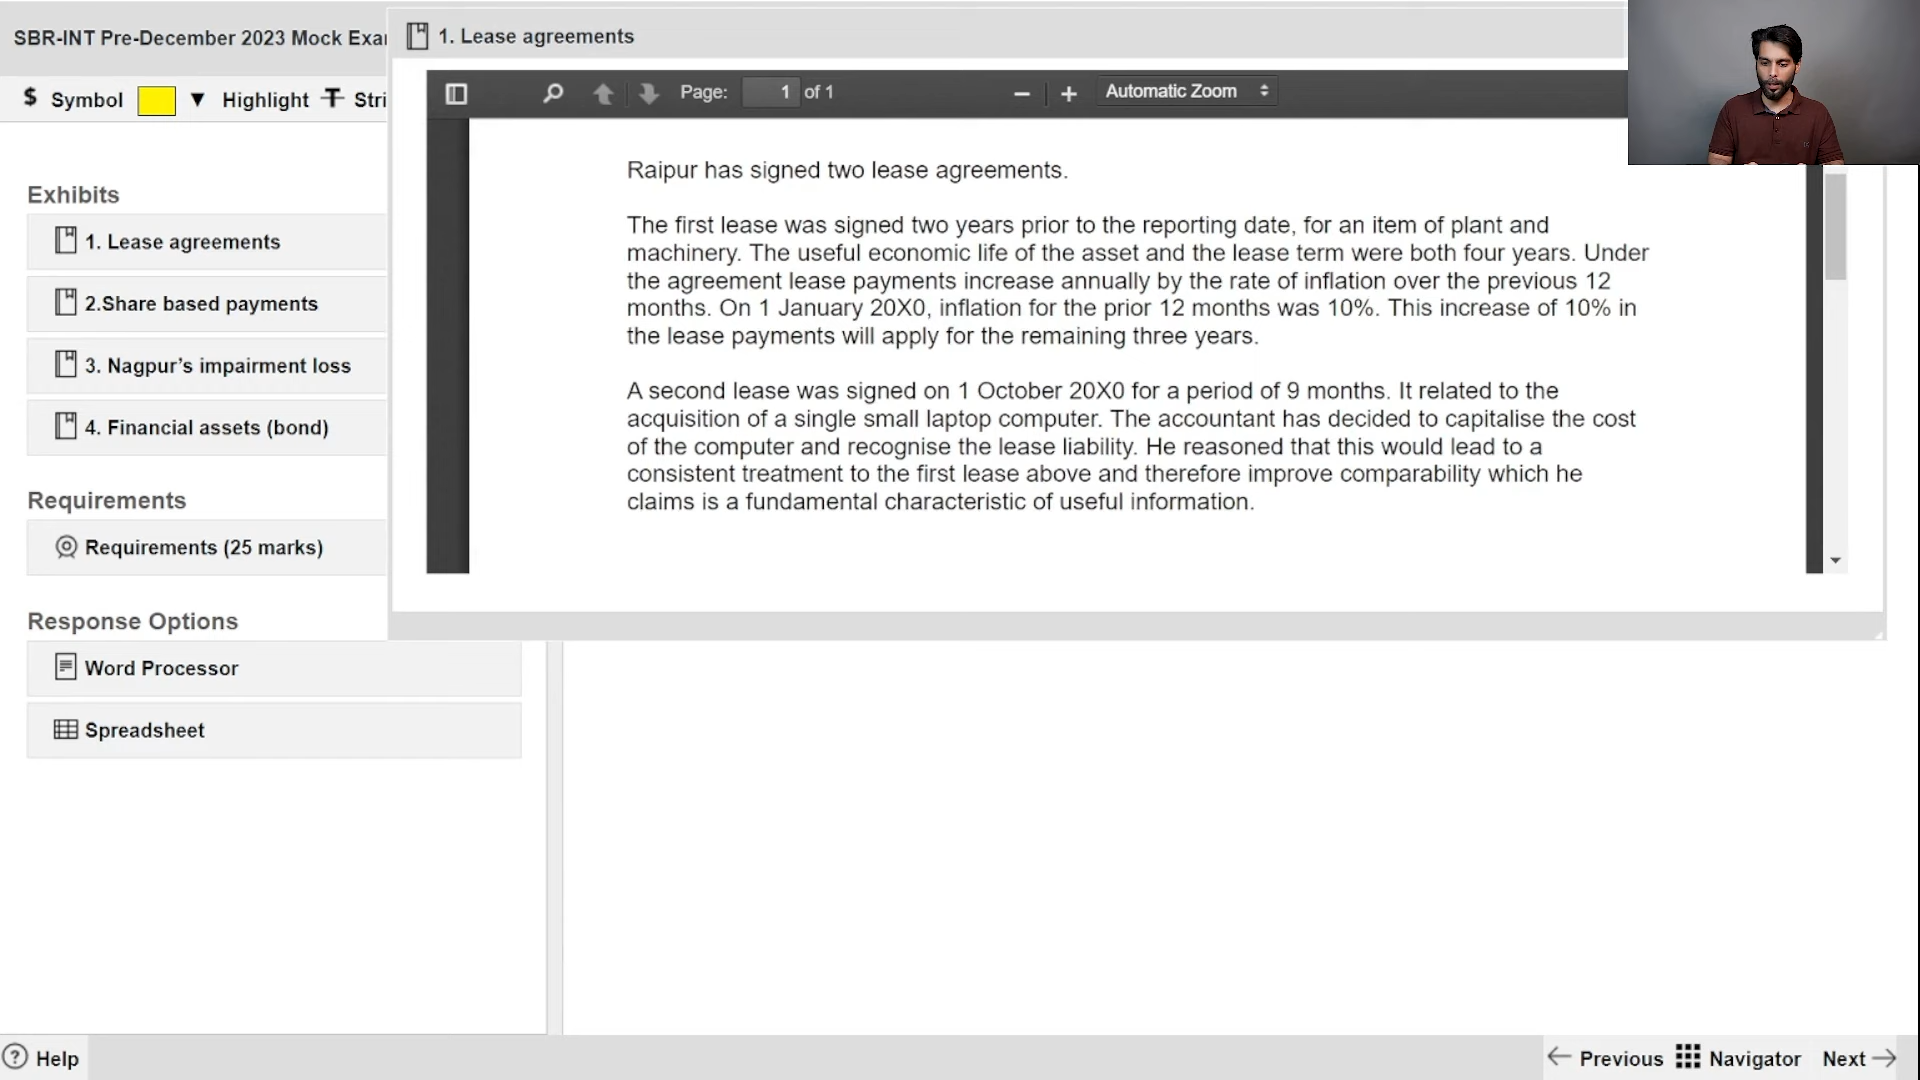 SBR-INT Pre-December 2023 Mock Exa
1. Lease agreements
$ Symbol ▼ Highlight T Stri
Page: 1 of 1
Automatic Zoom
Exhibits
1. Lease agreements
2.Share based payments
3. Nagpur’s impairment loss
4. Financial assets (bond)
Requirements
Requirements (25 marks)
Response Options
Word Processor
Spreadsheet
Raipur has signed two lease agreements.
The first lease was signed two years prior to the reporting date, for an item of plant and
machinery. The useful economic life of the asset and the lease term were both four years. Under
the agreement lease payments increase annually by the rate of inflation over the previous 12
months. On 1 January 20X0, inflation for the prior 12 months was 10%. This increase of 10% in
the lease payments will apply for the remaining three years.
A second lease was signed on 1 October 20X0 for a period of 9 months. It related to the
acquisition of a single small laptop computer. The accountant has decided to capitalise the cost
of the computer and recognise the lease liability. He reasoned that this would lead to a
consistent treatment to the first lease above and therefore improve comparability which he
claims is a fundamental characteristic of useful information.
? Help
Previous
Navigator
Next